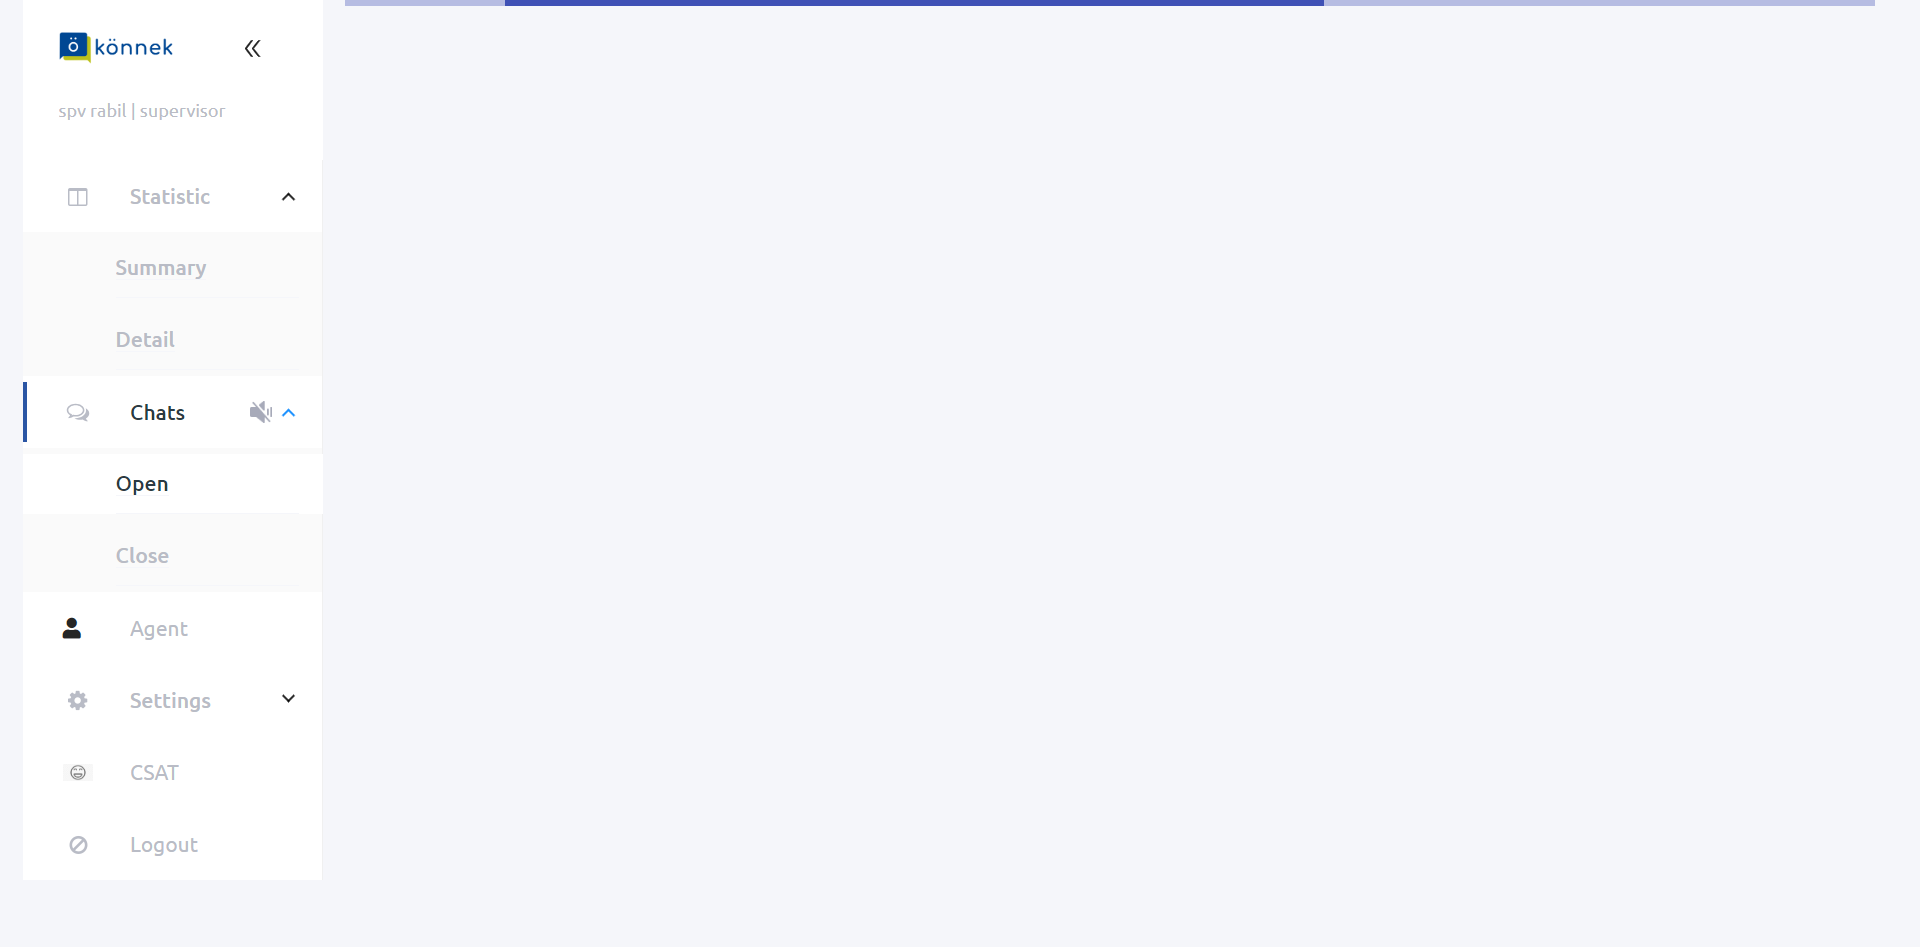 könnek
spv rabil | supervisor
Statistic
Summary
Detail
Chats
Open
Close
Agent
Settings
CSAT
Logout